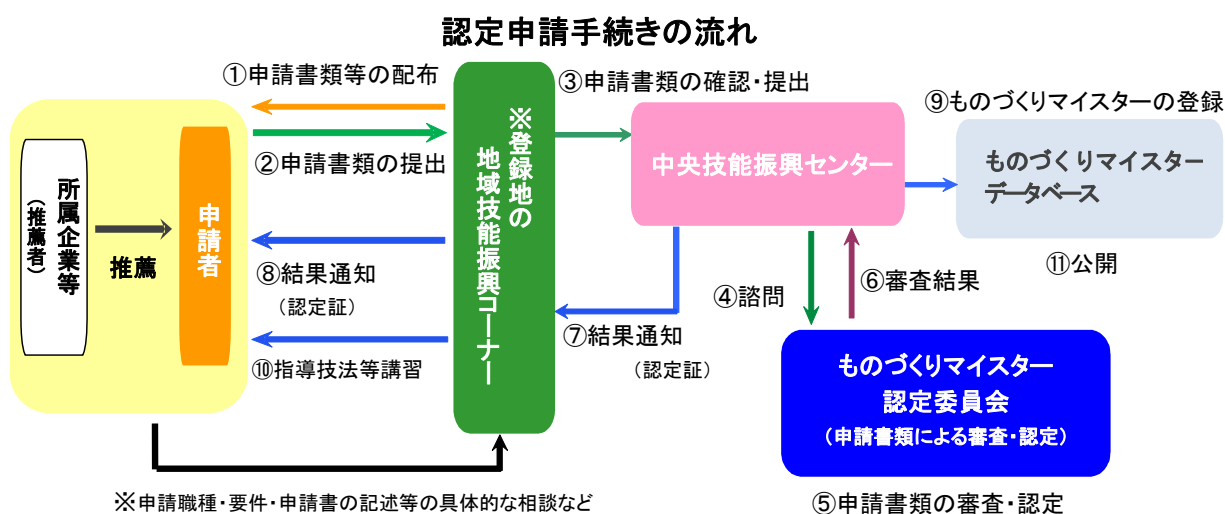 認定申請手続きの流れ
①申請書類等の配布
②申請書類の提出
所属企業等
（推薦者）
推薦
申請者
⑧結果通知
（認定証）
⑩指導技法等講習
※登録地の
地域技能振興コーナー
③申請書類の確認・提出
中央技能振興センター
⑨ものづくりマイスターの登録
ものづくりマイスター
データベース
⑪公開
④諮問
⑥審査結果
⑦結果通知
（認定証）
ものづくりマイスター
認定委員会
（申請書類による審査・認定）
⑤申請書類の審査・認定
※申請職種・要件・申請書の記述等の具体的な相談など